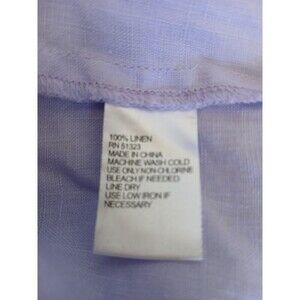 100% LINEN
RN 51323
MADE IN CHINA
MACHINE WASH COLD
USE ONLY NON-CHLORINE
BLEACH IF NEEDED
LINE DRY
USE LOW IRON IF
NECESSARY